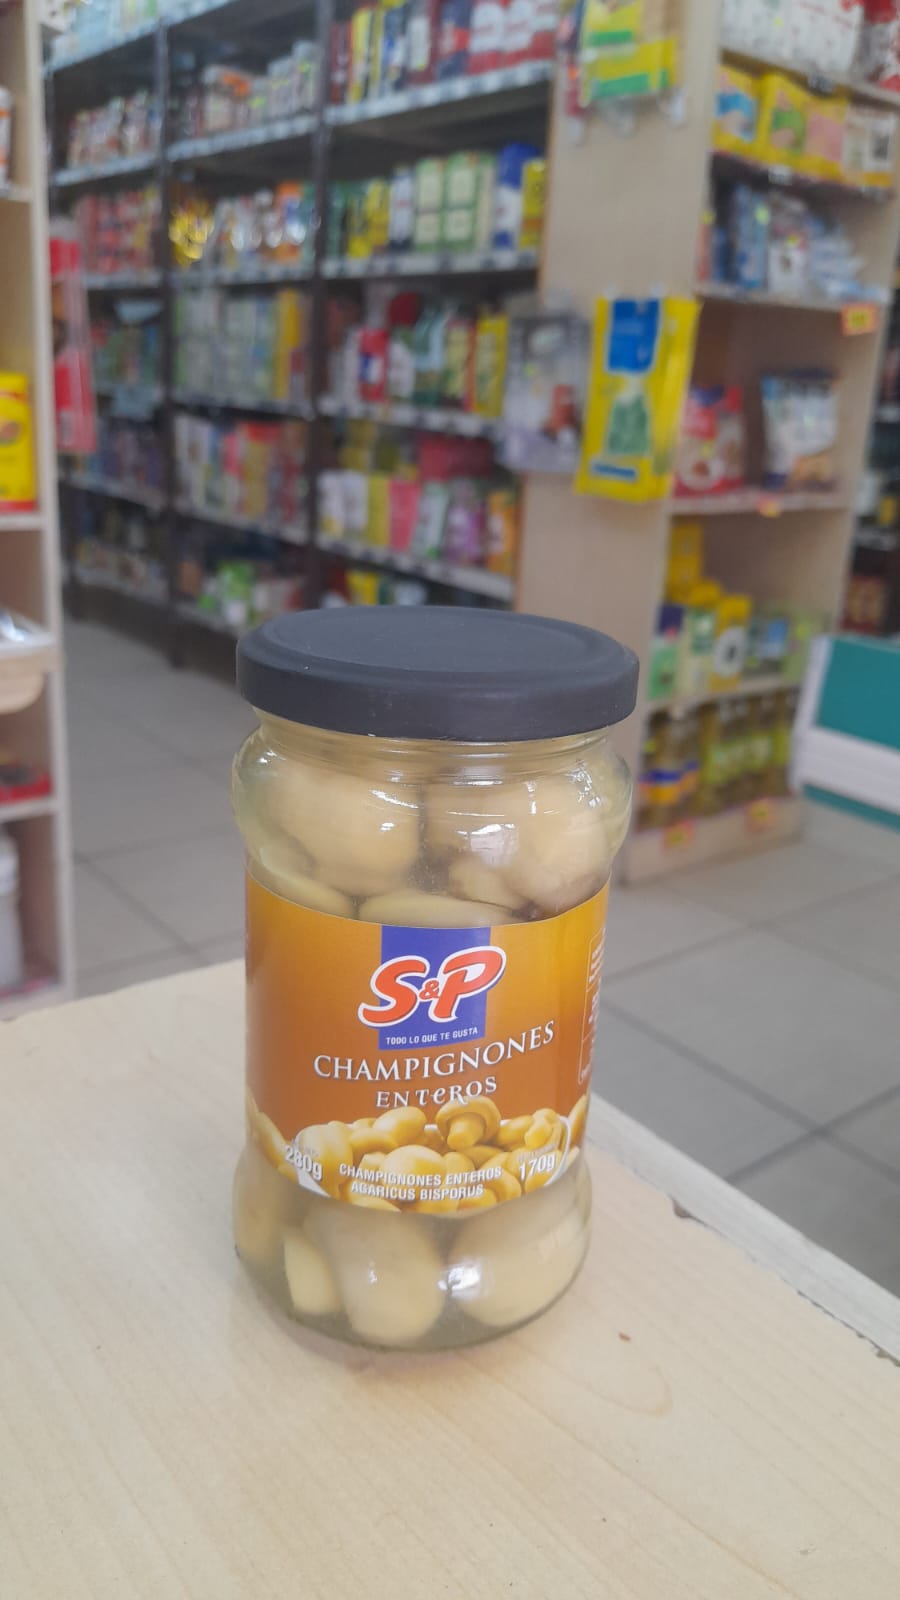 S&P
TODO LO QUE TE GUSTA
CHAMPIGNONES
ENTEROS
280g
CHAMPIGNONES ENTEROS
AGARICUS BISPORUS
170g